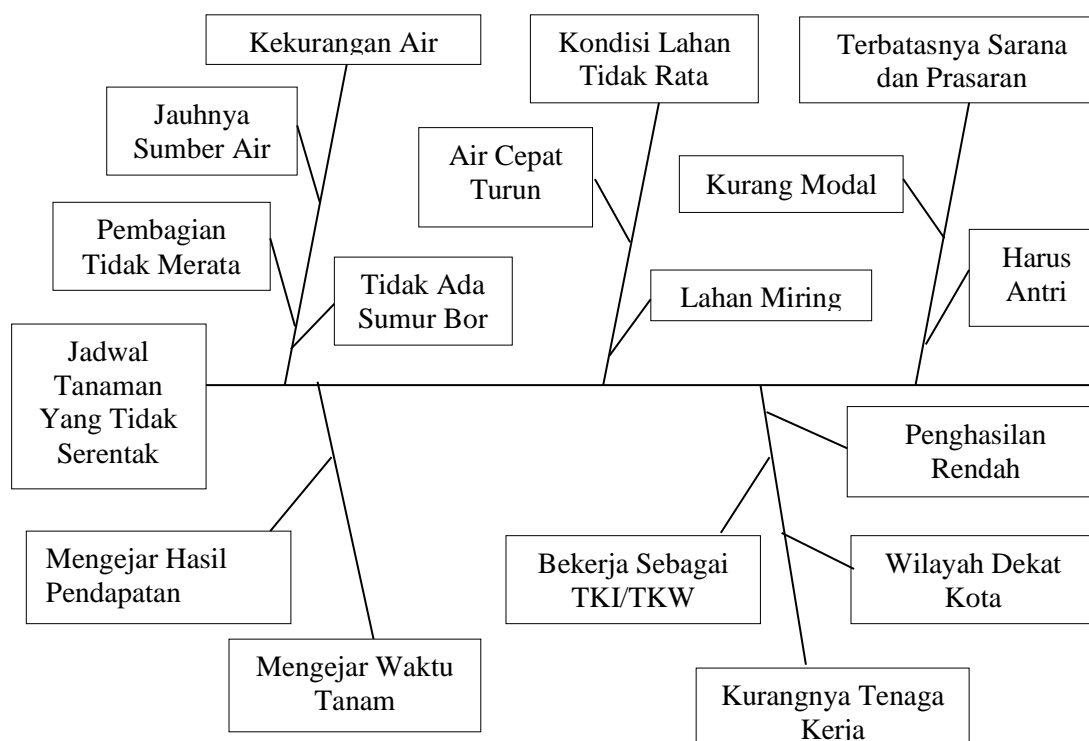 Kekurangan Air
Kondisi Lahan
Tidak Rata
Terbatasnya Sarana
dan Prasaran
Jauhnya
Sumber Air
Air Cepat
Turun
Kurang Modal
Pembagian
Tidak Merata
Tidak Ada
Sumur Bor
Lahan Miring
Harus
Antri
Jadwal
Tanaman
Yang Tidak
Serentak
Penghasilan
Rendah
Mengejar Hasil
Pendapatan
Bekerja Sebagai
TKI/TKW
Wilayah Dekat
Kota
Mengejar Waktu
Tanam
Kurangnya Tenaga
Kerja